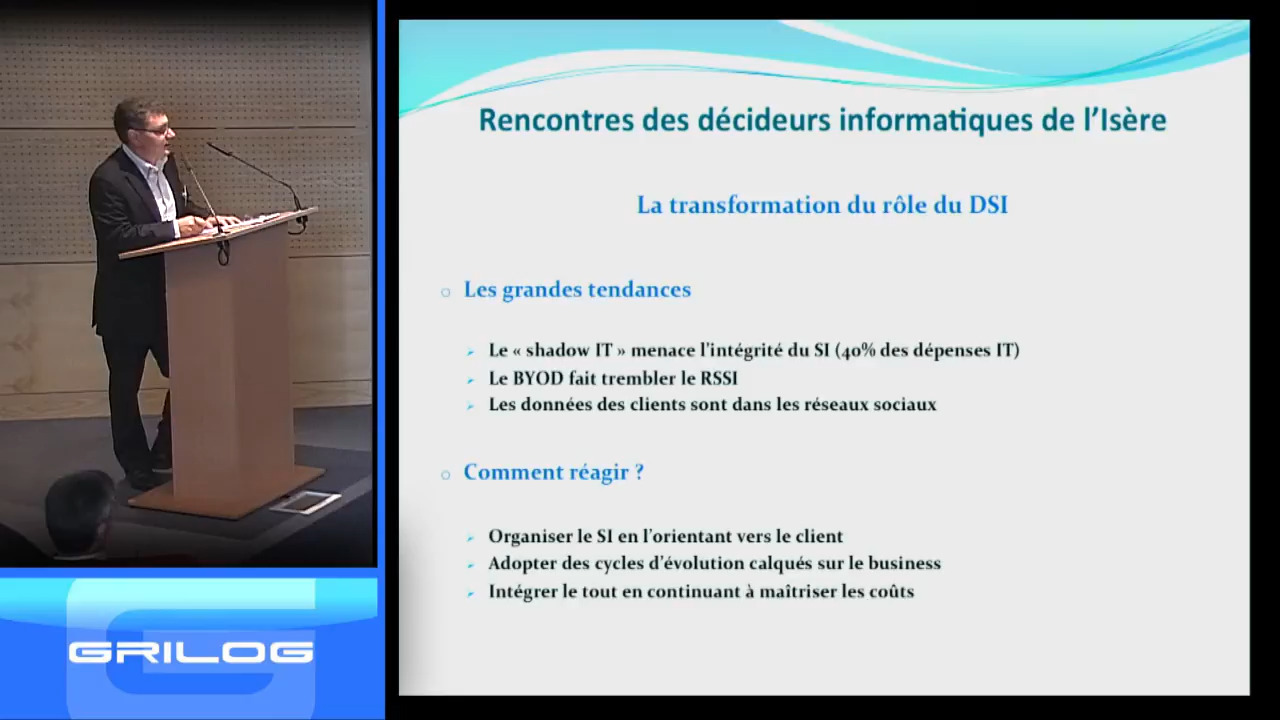 Rencontres des décideurs informatiques de l'Isère
La transformation du rôle du DSI
Les grandes tendances
Le « shadow IT » menace l'intégrité du SI (40% des dépenses IT)
Le BYOD fait trembler le RSSI
Les données des clients sont dans les réseaux sociaux
Comment réagir ?
Organiser le SI en l'orientant vers le client
Adopter des cycles d'évolution calqués sur le business
Intégrer le tout en continuant à maîtriser les coûts
GRILOG